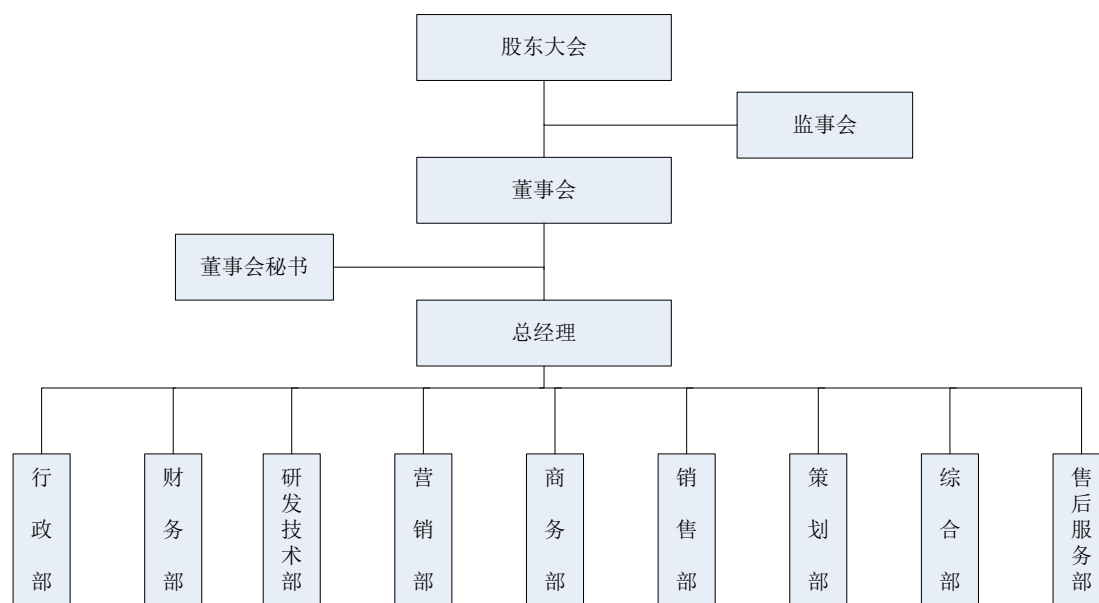 股东大会
监事会
董事会
董事会秘书
总经理
行政部
财务部
研发技术部
营销部
商务部
销售部
策划部
综合部
售后服务部